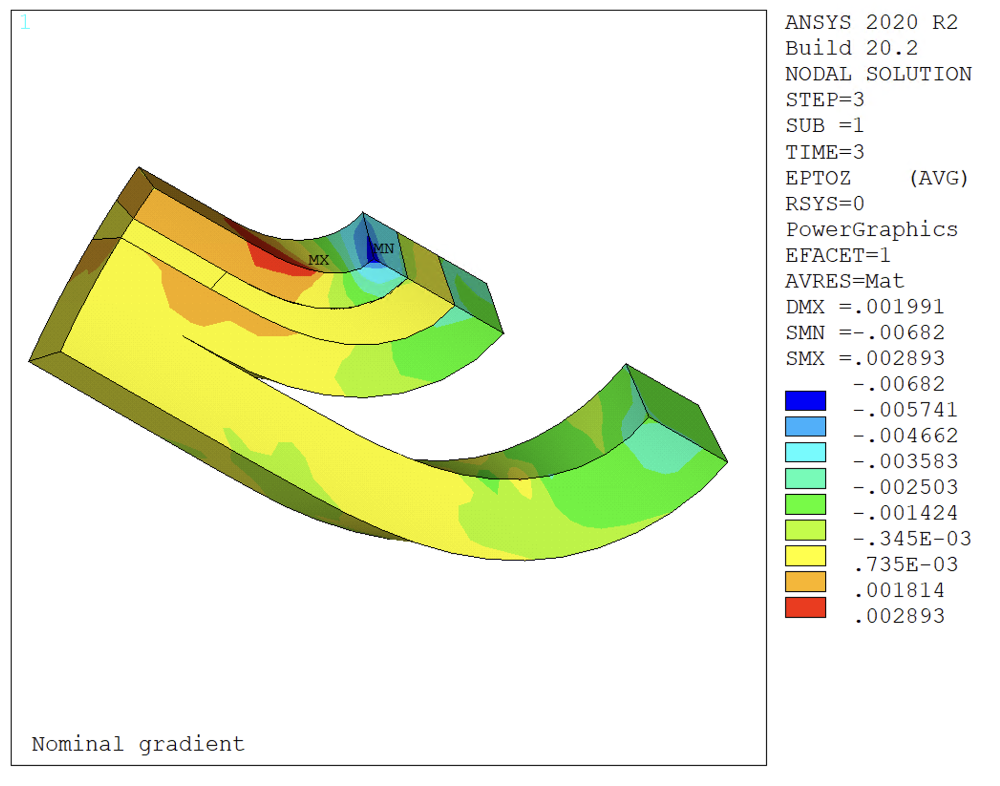 1
ANSYS 2020 R2
Build 20.2
NODAL SOLUTION
STEP=3
SUB =1
TIME=3
EPTOZ (AVG)
RSYS=0
PowerGraphics
EFACET=1
AVRES=Mat
DMX =.001991
SMN =-.00682
SMX =.002893
-.00682
-.005741
-.004662
-.003583
-.002503
-.001424
-.345E-03
.735E-03
.001814
.002893
MN
MX
Nominal gradient